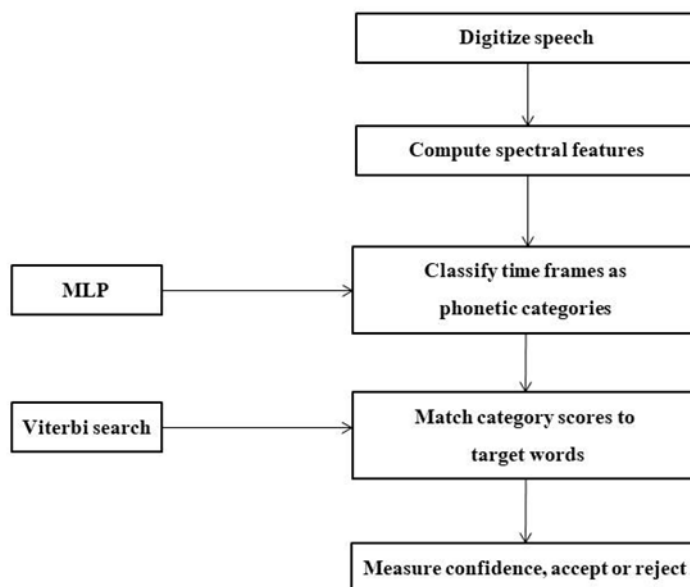 Digitize speech
Compute spectral features
MLP
Classify time frames as
phonetic categories
Viterbi search
Match category scores to
target words
Measure confidence, accept or reject